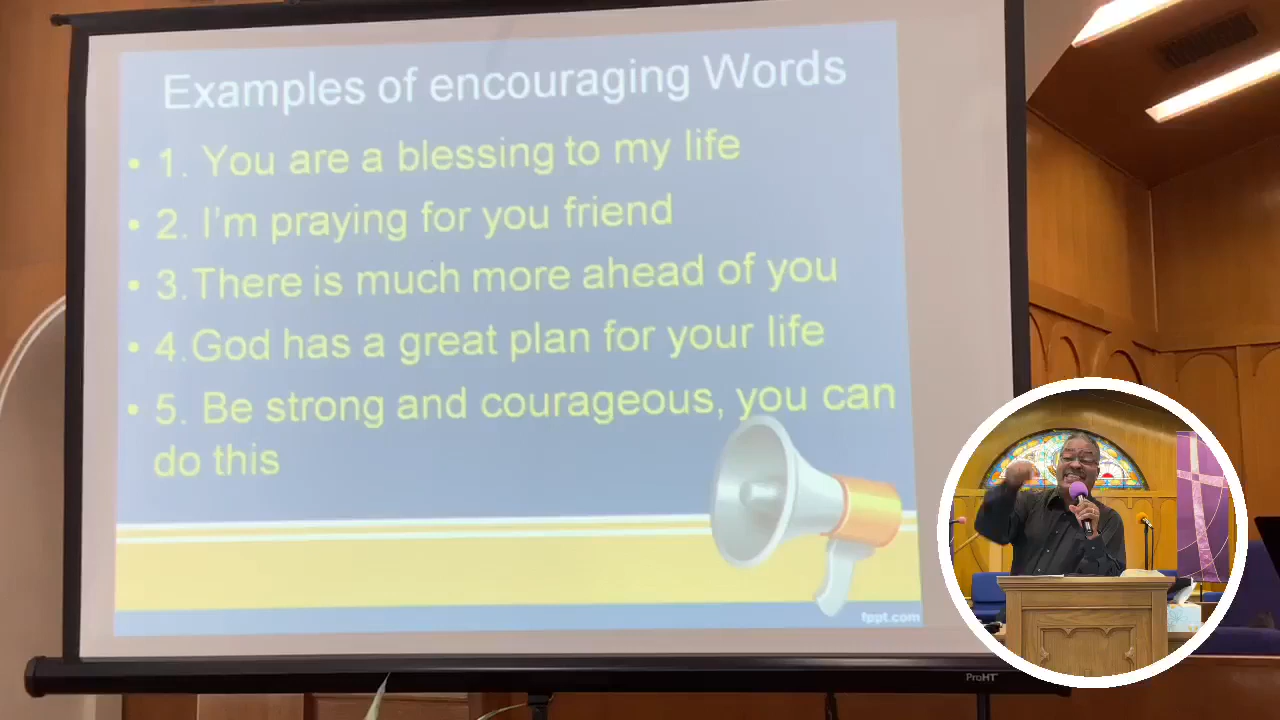 Examples of encouraging Words
• 1. You are a blessing to my life
• 2. I'm praying for you friend
• 3.There is much more ahead of you
• 4.God has a great plan for your life
• 5. Be strong and courageous, you can
do this
fppt.com
ProHT